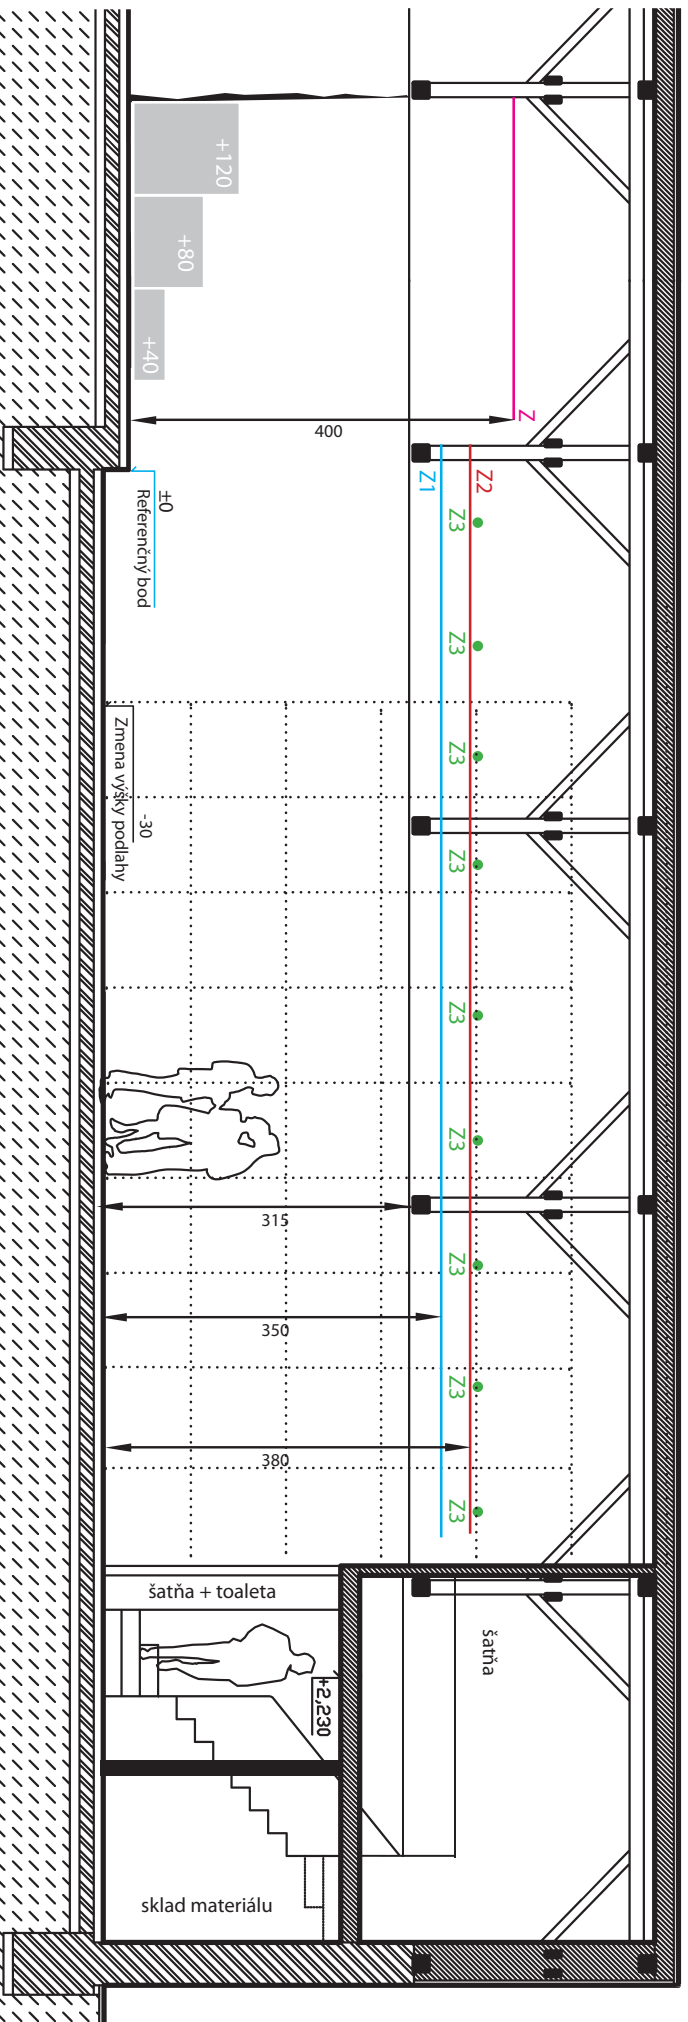 +120
+80
+40
Z
400
Z1
Z2
±0
Referenčný bod
Z3
Z3
-30
Zmena výšky podlahy
Z3
Z3
Z3
Z3
315
Z3
350
Z3
380
Z3
šatňa + toaleta
šatňa
+2,230
sklad materiálu